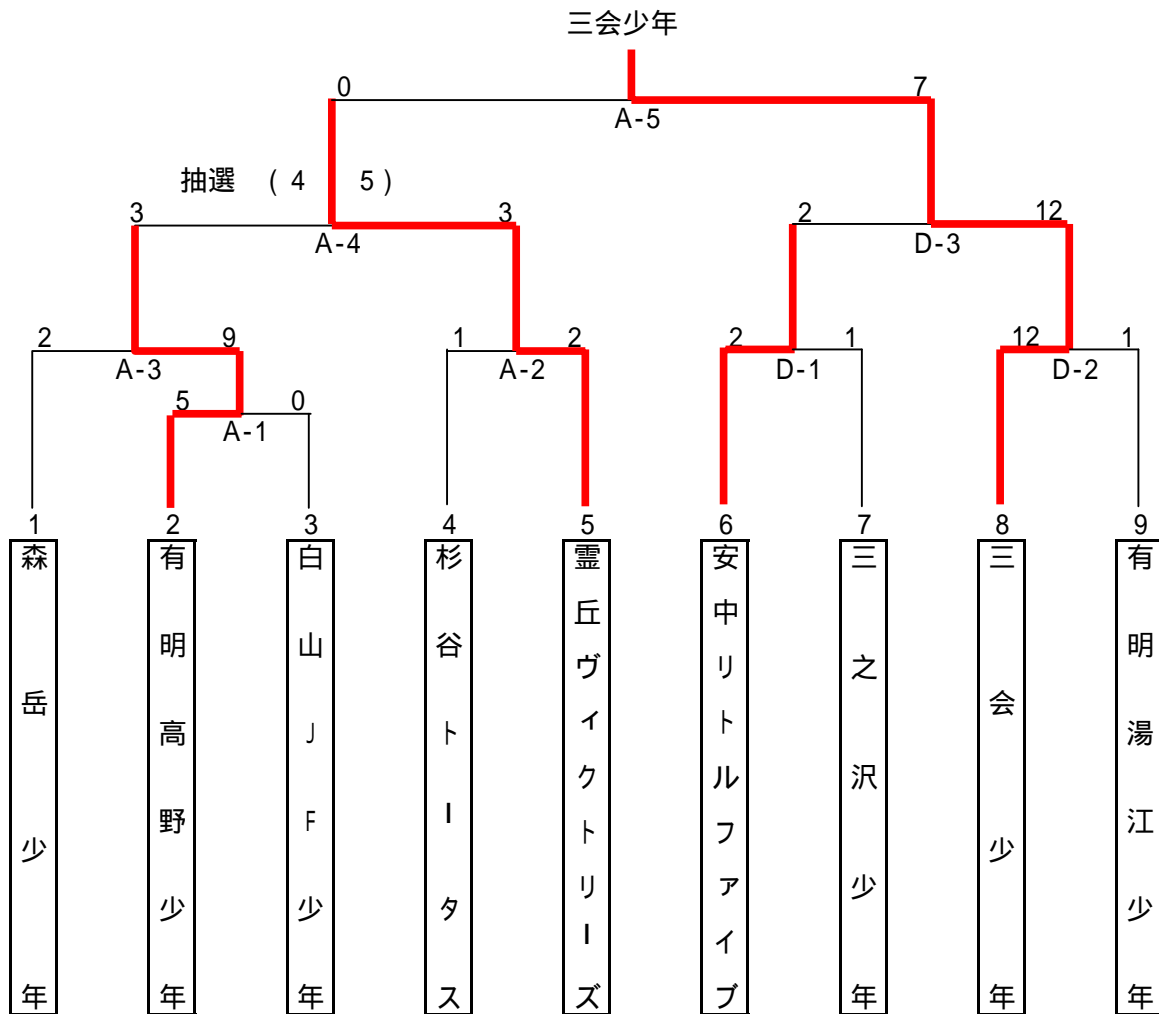 三会少年
0 7
A-5
抽選 ( 4 5 )
3 3 2 12
A-4 D-3
2 9 1 2 2 1 12 1
A-3 A-2 D-1 D-2
5 0
A-1
1 2 3 4 5 6 7 8 9
森岳少年
有明高野少年
白山JF少年
杉谷トータス
霊丘ヴィクトリーズ
安中リトルファイブ
三之沢少年
三会少年
有明湯江少年